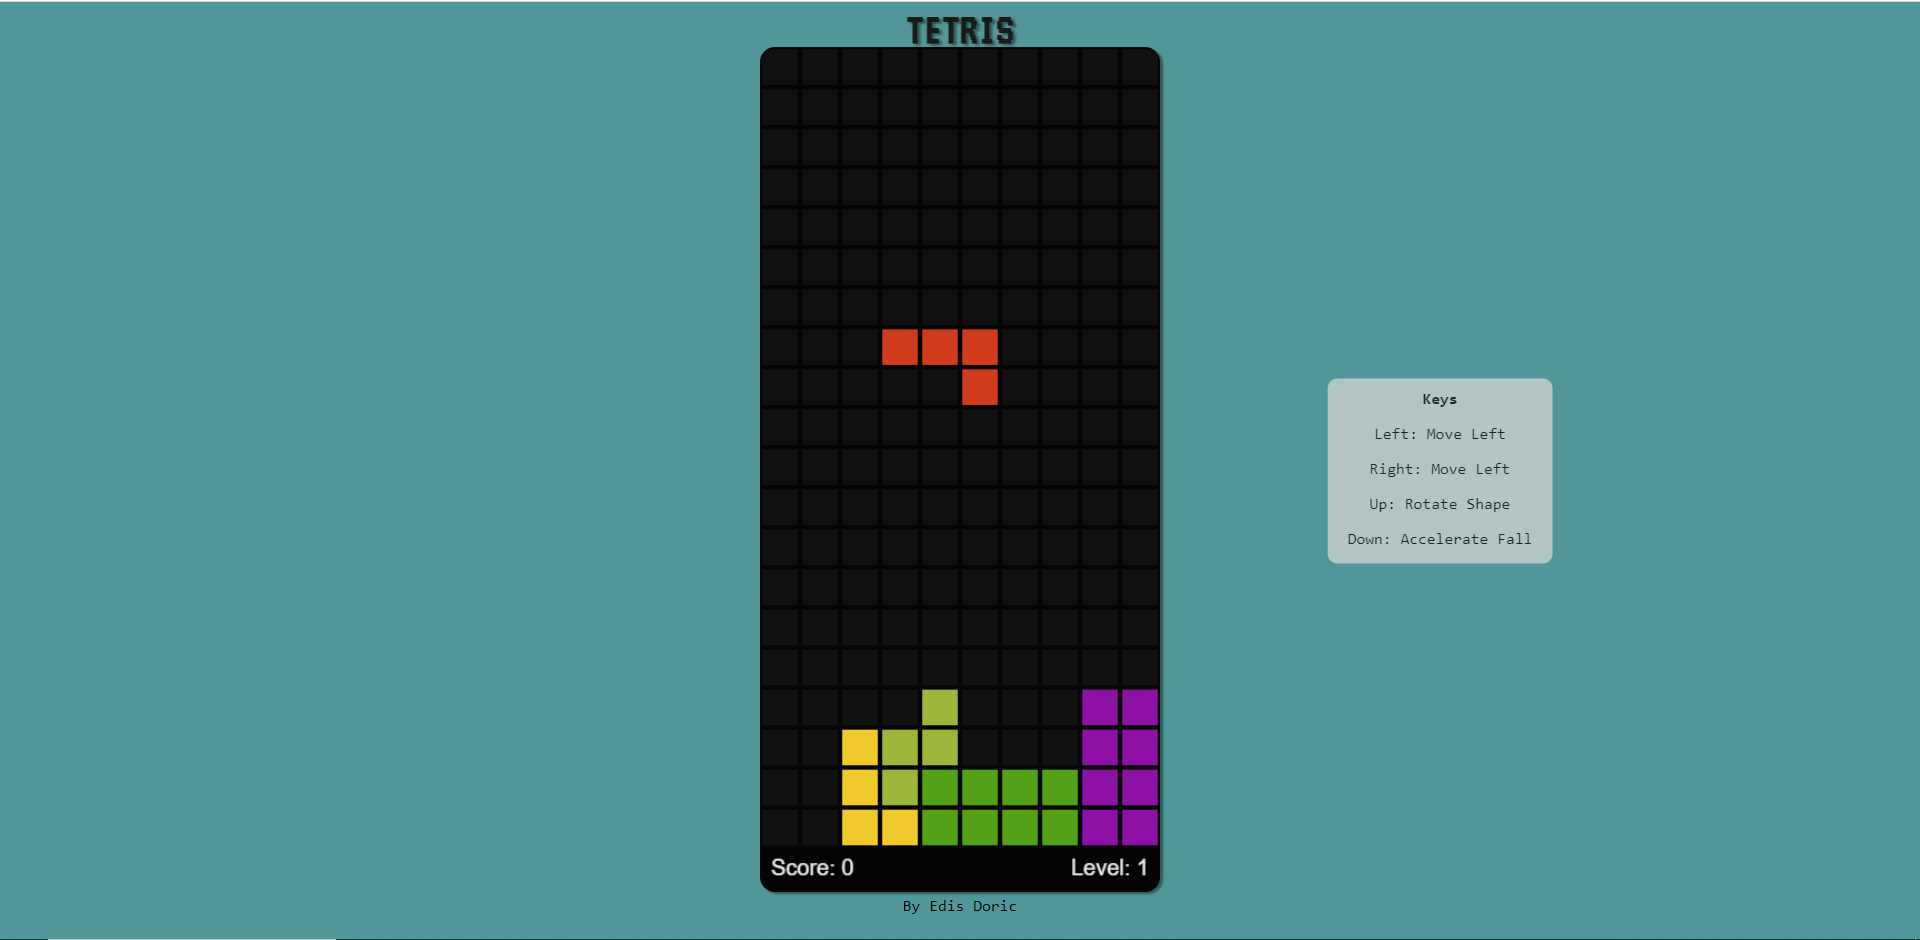 TETRIS
Keys
Left: Move Left
Right: Move Left
Up: Rotate Shape
Down: Accelerate Fall
Score: 0
Level: 1
By Edis Doric